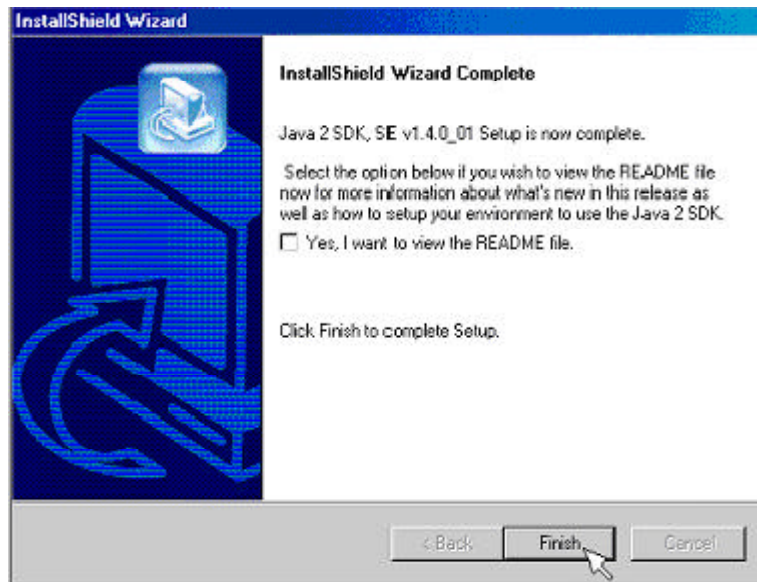 InstallShield Wizard
InstallShield Wizard Complete
Java 2 SDK, SE v1.4.0_01 Setup is now complete.
Select the option below if you wish to view the README file
now for more information about what's new in this release as
well as how to setup your environment to use the Java 2 SDK.
Yes, I want to view the README file.
Click Finish to complete Setup.
< Back Finish Cancel